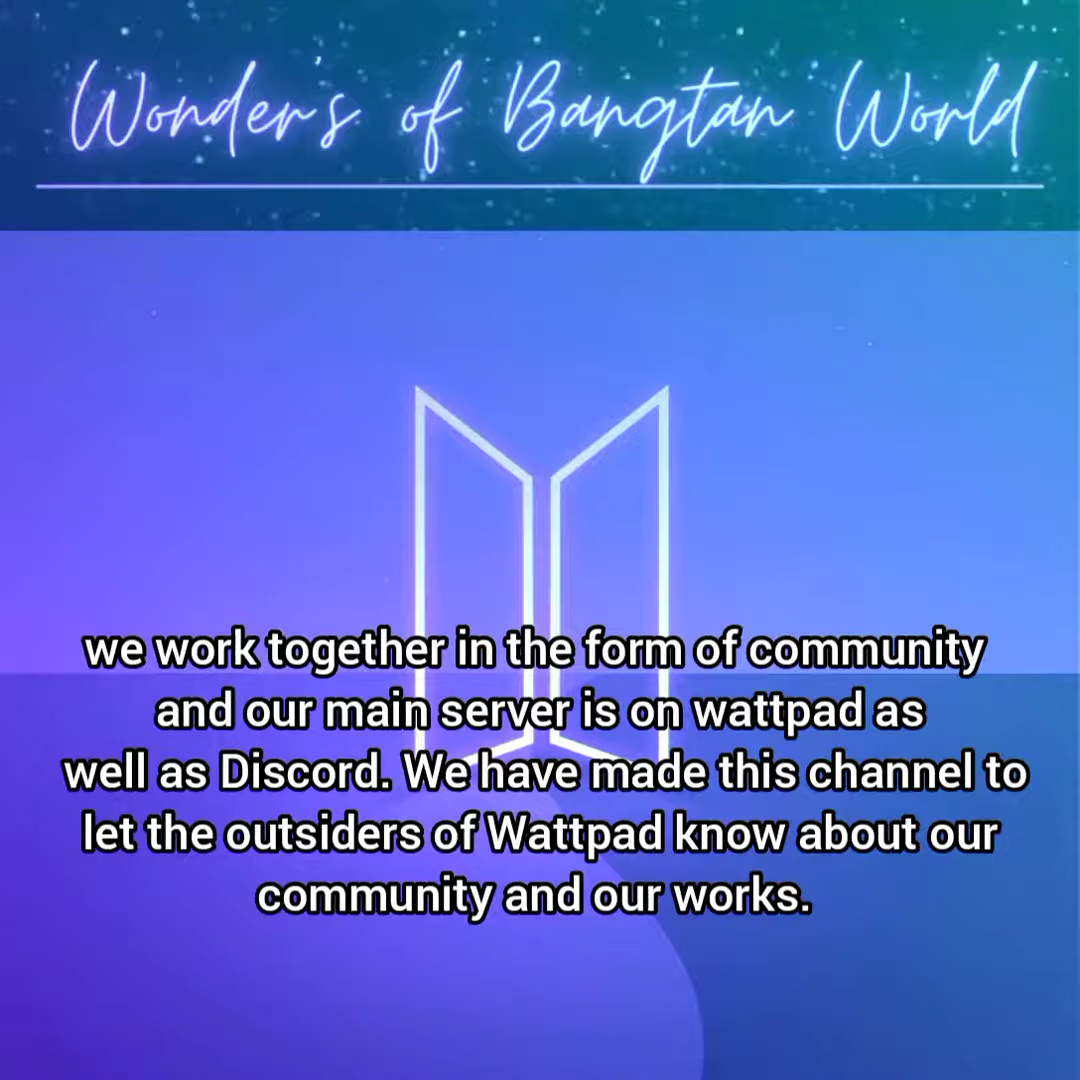 Wonders of Bangtan World
we work together in the form of community
and our main server is on wattpad as
well as Discord. We have made this channel to
let the outsiders of Wattpad know about our
community and our works.